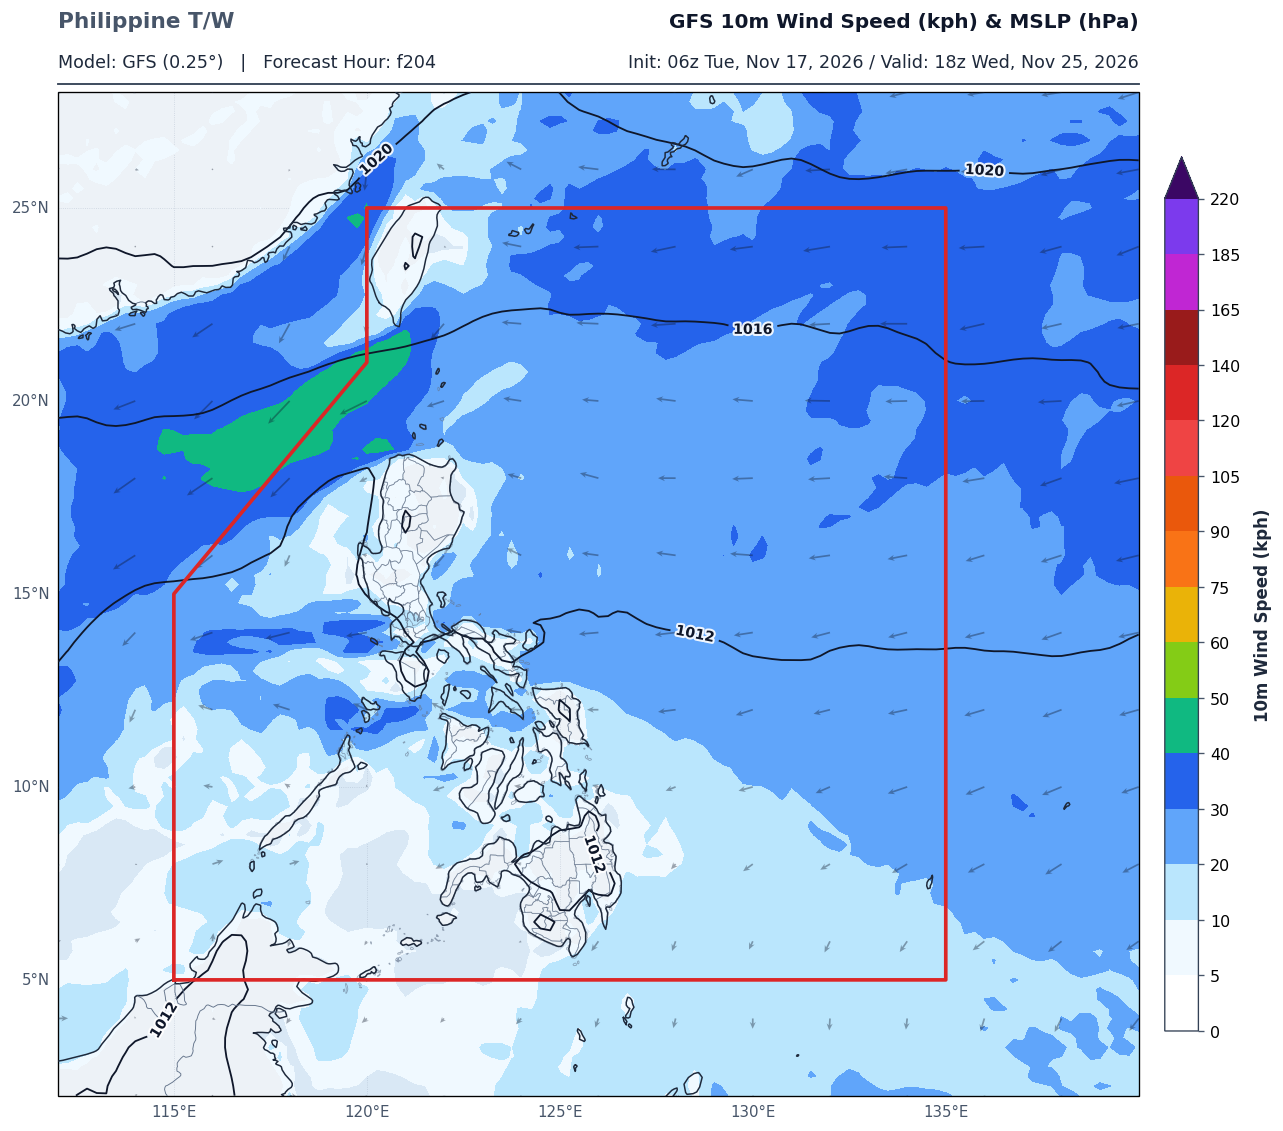 Philippine T/W
GFS 10m Wind Speed (kph) & MSLP (hPa)
Model: GFS (0.25°)   |   Forecast Hour: f204
Init: 06z Tue, Nov 17, 2026 / Valid: 18z Wed, Nov 25, 2026
1020
1020
1016
1012
1012
1012
25°N
20°N
15°N
10°N
5°N
115°E
120°E
125°E
130°E
135°E
220
185
165
140
120
105
90
75
60
50
40
30
20
10
5
0
10m Wind Speed (kph)